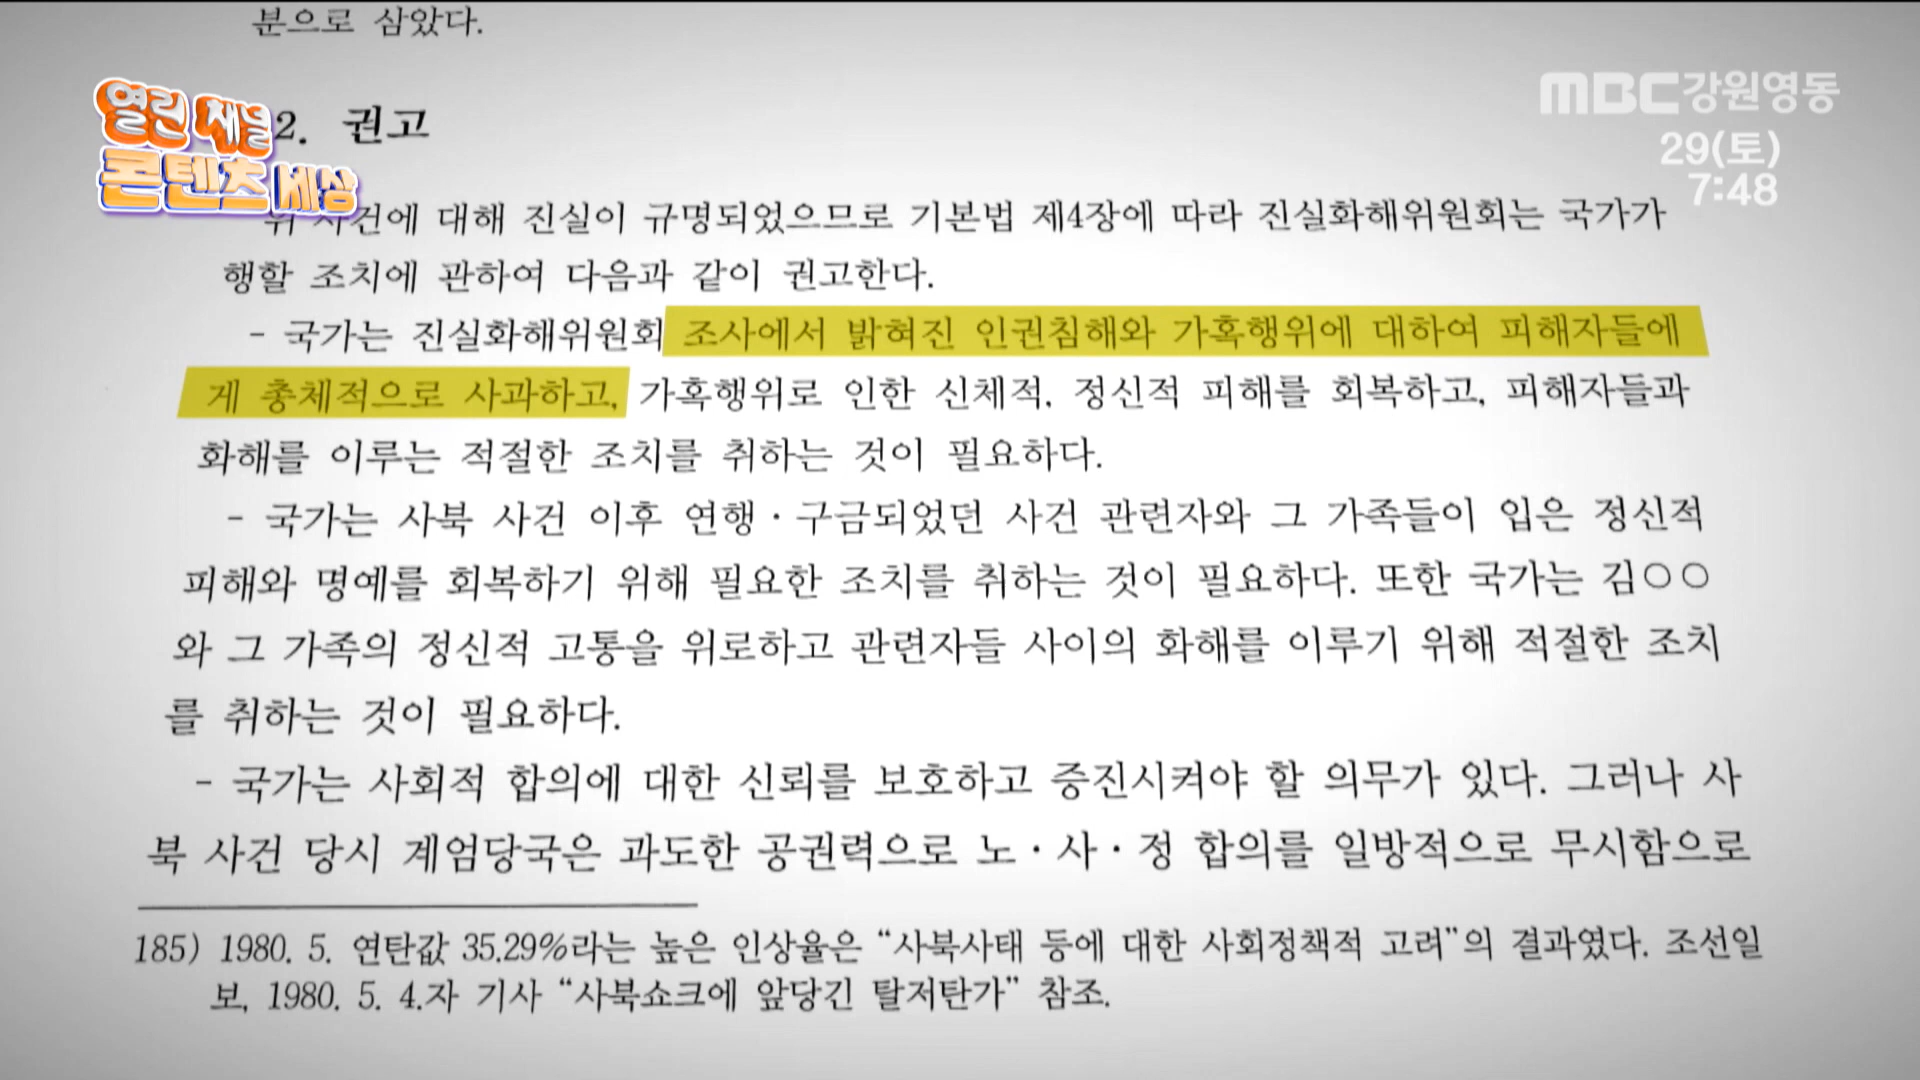 분으로 삼았다.
열린 채널
콘텐츠 세상
MBC강원영동
29(토)
7:48
2. 권고
위 사건에 대해 진실이 규명되었으므로 기본법 제4장에 따라 진실화해위원회는 국가가
행할 조치에 관하여 다음과 같이 권고한다.
- 국가는 진실화해위원회 조사에서 밝혀진 인권침해와 가혹행위에 대하여 피해자들에
게 총체적으로 사과하고, 가혹행위로 인한 신체적, 정신적 피해를 회복하고, 피해자들과
화해를 이루는 적절한 조치를 취하는 것이 필요하다.
- 국가는 사북 사건 이후 연행·구금되었던 사건 관련자와 그 가족들이 입은 정신적
피해와 명예를 회복하기 위해 필요한 조치를 취하는 것이 필요하다. 또한 국가는 김○○
와 그 가족의 정신적 고통을 위로하고 관련자들 사이의 화해를 이루기 위해 적절한 조치
를 취하는 것이 필요하다.
- 국가는 사회적 합의에 대한 신뢰를 보호하고 증진시켜야 할 의무가 있다. 그러나 사
북 사건 당시 계엄당국은 과도한 공권력으로 노·사·정 합의를 일방적으로 무시함으로
185) 1980. 5. 연탄값 35.29%라는 높은 인상율은 “사북사태 등에 대한 사회정책적 고려”의 결과였다. 조선일
보, 1980. 5. 4.자 기사 “사북쇼크에 앞당긴 탈저탄가” 참조.